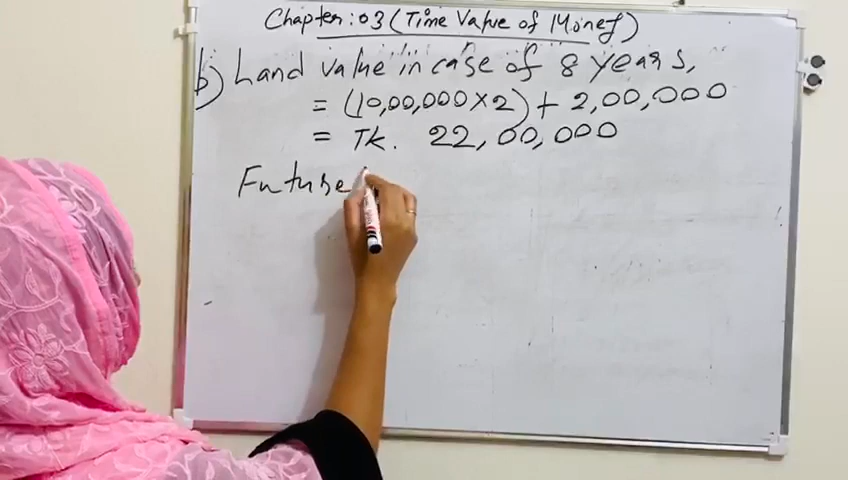 Chapter: 03 (Time Value of Money)
b) Land value in case of 8 years,
= (10,00,000 × 2) + 2,00,000
= TK. 22,00,000
Future